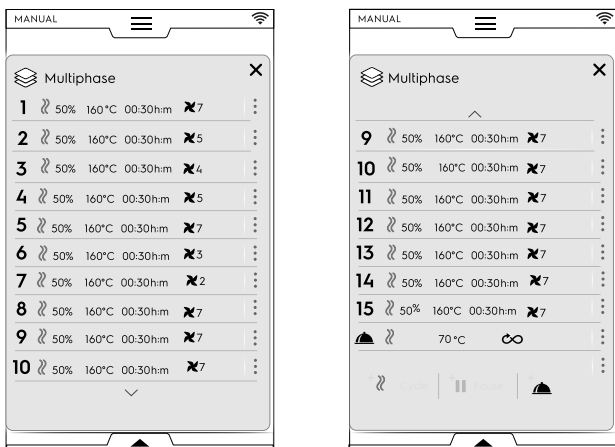 MANUAL
Multiphase
1 50% 160°C 00:30h:m 7
2 50% 160°C 00:30h:m 5
3 50% 160°C 00:30h:m 4
4 50% 160°C 00:30h:m 5
5 50% 160°C 00:30h:m 7
6 50% 160°C 00:30h:m 3
7 50% 160°C 00:30h:m 2
8 50% 160°C 00:30h:m 7
9 50% 160°C 00:30h:m 7
10 50% 160°C 00:30h:m 7
MANUAL
Multiphase
9 50% 160°C 00:30h:m 7
10 50% 160°C 00:30h:m 7
11 50% 160°C 00:30h:m 7
12 50% 160°C 00:30h:m 7
13 50% 160°C 00:30h:m 7
14 50% 160°C 00:30h:m 7
15 50% 160°C 00:30h:m 7
70 °C